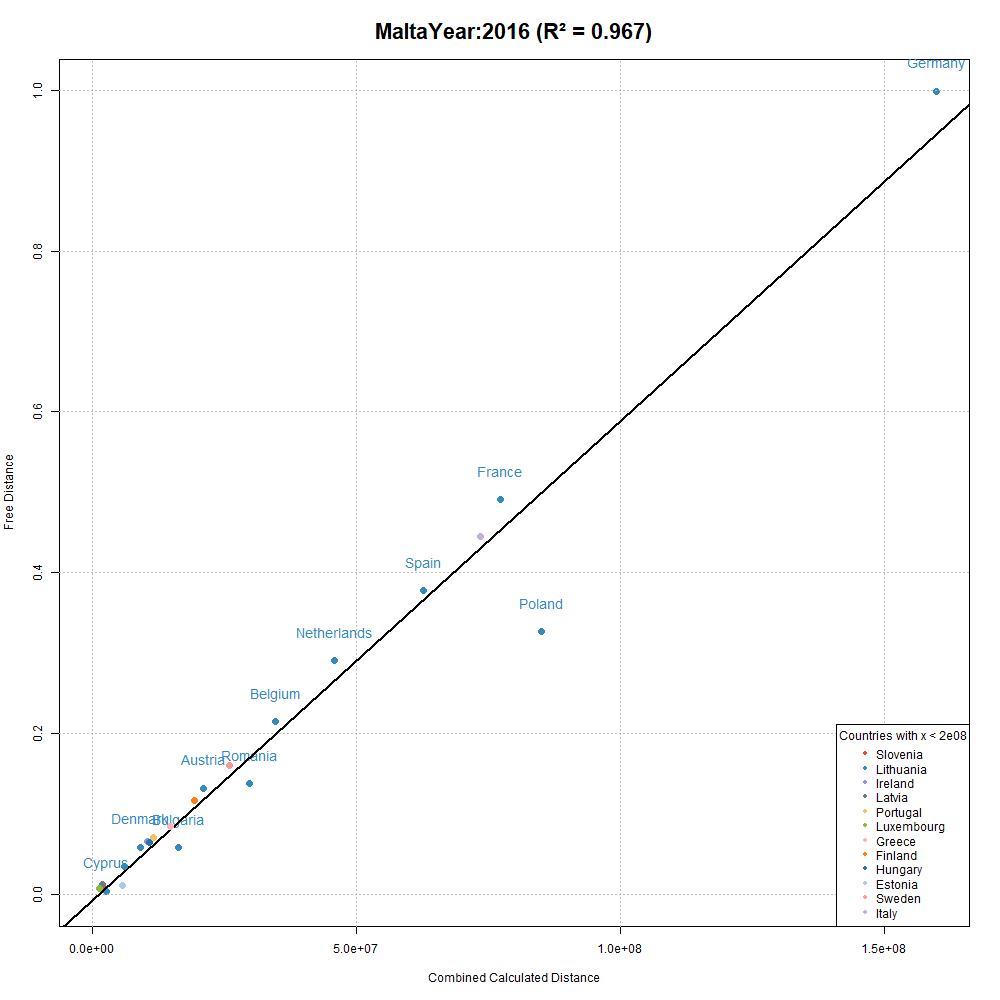 MaltaYear:2016 (R² = 0.967)
Germany
1.0
0.8
0.6
0.4
0.2
0.0
Free Distance
France
Spain
Poland
Netherlands
Belgium
Austria
Romania
Denmark
Bulgaria
Cyprus
Countries with x < 2e08
Slovenia
Lithuania
Ireland
Latvia
Portugal
Luxembourg
Greece
Finland
Hungary
Estonia
Sweden
Italy
0.0e+00
5.0e+07
1.0e+08
1.5e+08
Combined Calculated Distance